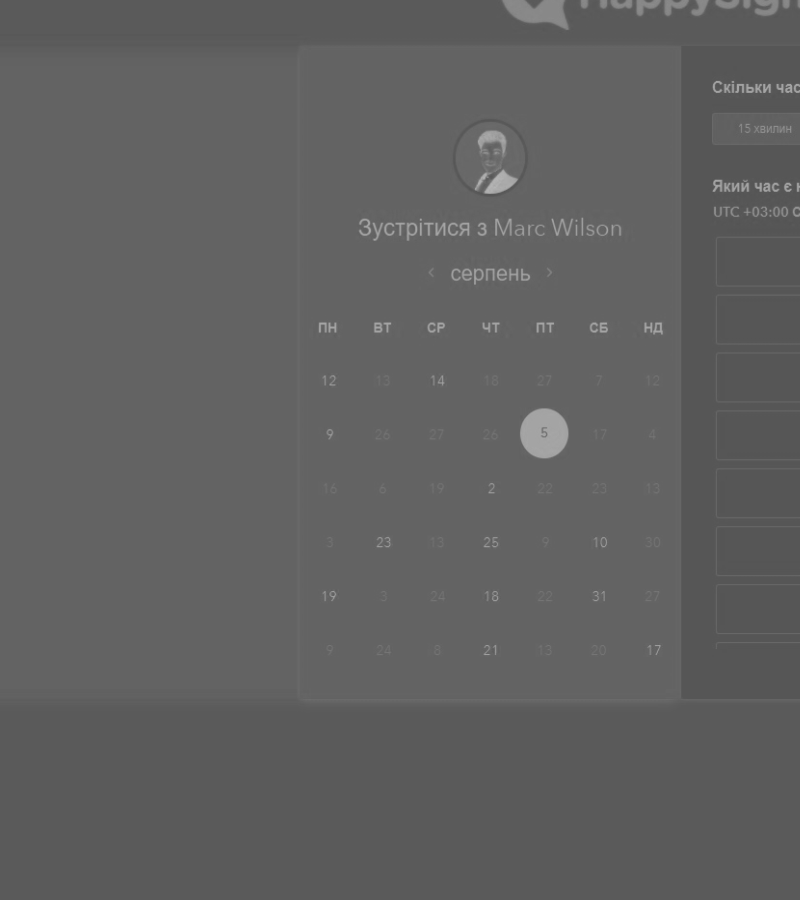 HappySign
Скільки час
15 хвилин
Який час є н
UTC +03:00 С
Зустрітися з Marc Wilson
‹ серпень ›
ПН ВТ СР ЧТ ПТ СБ НД
12 13 14 18 27 7 12
9 26 27 26 5 17 4
16 6 19 2 22 23 13
3 23 13 25 9 10 30
19 3 24 18 22 31 27
9 24 8 21 13 20 17